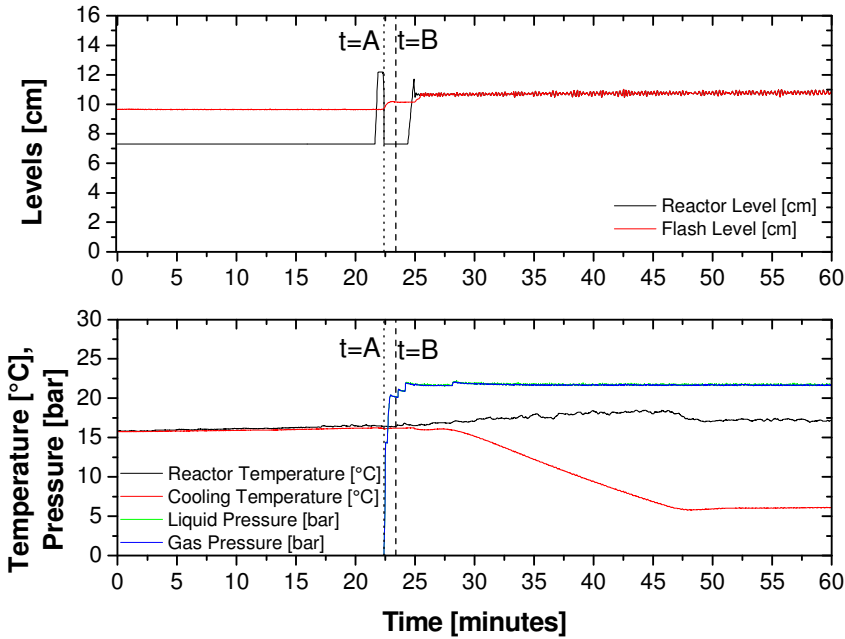 16
14
12
10
8
6
4
2
0
Levels [cm]
t=A
t=B
Reactor Level [cm]
Flash Level [cm]
0 5 10 15 20 25 30 35 40 45 50 55 60
30
25
20
15
10
5
0
Temperature [°C],
Pressure [bar]
t=A
t=B
Reactor Temperature [°C]
Cooling Temperature [°C]
Liquid Pressure [bar]
Gas Pressure [bar]
0 5 10 15 20 25 30 35 40 45 50 55 60
Time [minutes]